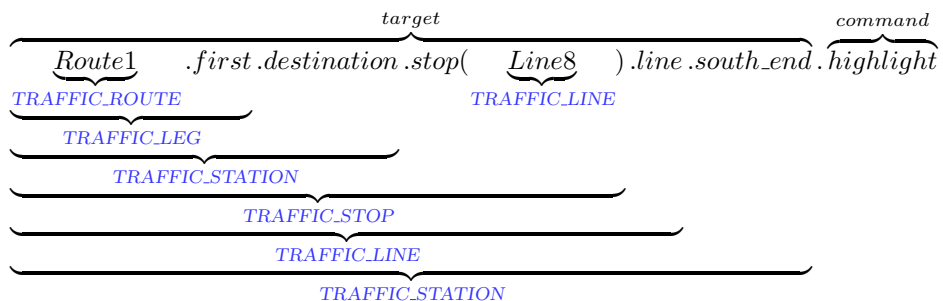 target command
Route1 .first.destination.stop( Line8 ).line.south_end.highlight
TRAFFIC_ROUTE TRAFFIC_LINE
TRAFFIC_LEG
TRAFFIC_STATION
TRAFFIC_STOP
TRAFFIC_LINE
TRAFFIC_STATION